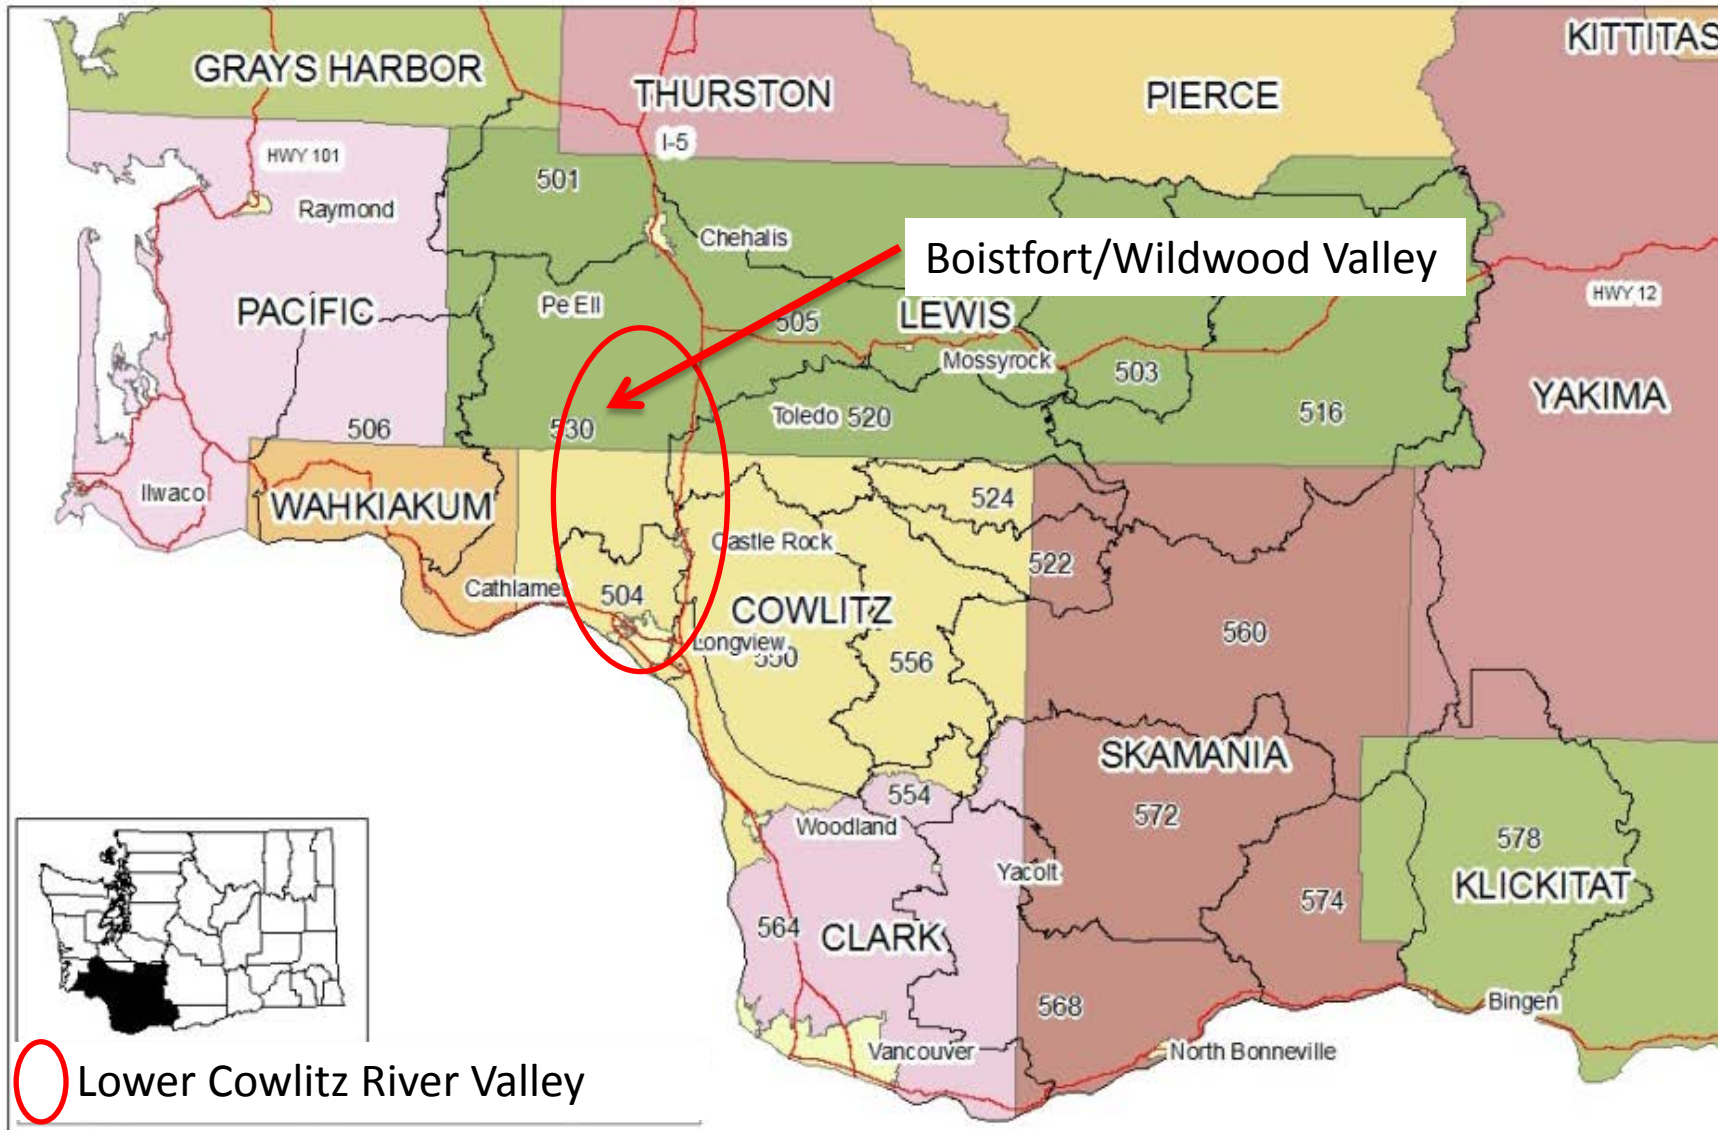 KITTITAS
GRAYS HARBOR
THURSTON
PIERCE
I-5
HWY 101
501
Raymond
Chehalis
Boistfort/Wildwood Valley
HWY 12
PACIFIC
Pe Ell
505
LEWIS
Mossyrock
503
YAKIMA
506
530
Toledo
520
516
Ilwaco
WAHKIAKUM
524
Castle Rock
522
Cathlamet
504
COWLITZ
560
Longview
550
556
SKAMANIA
554
572
Woodland
578
Yacolt
KLICKITAT
574
564
CLARK
568
Bingen
Vancouver
North Bonneville
Lower Cowlitz River Valley